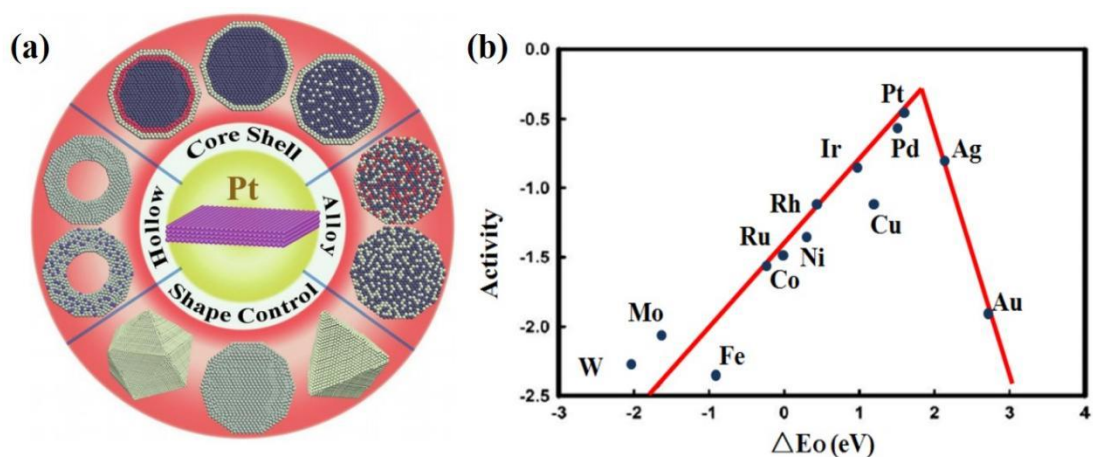 (a)
Core Shell
Pt
Hollow
Alloy
Shape Control
(b)
0.0
-0.5
-1.0
-1.5
-2.0
-2.5
Activity
Pt
Pd
Ag
Ir
Cu
Rh
Ni
Ru
Co
Au
Mo
W
Fe
-3
-2
-1
0
1
2
3
4
△Eo (eV)